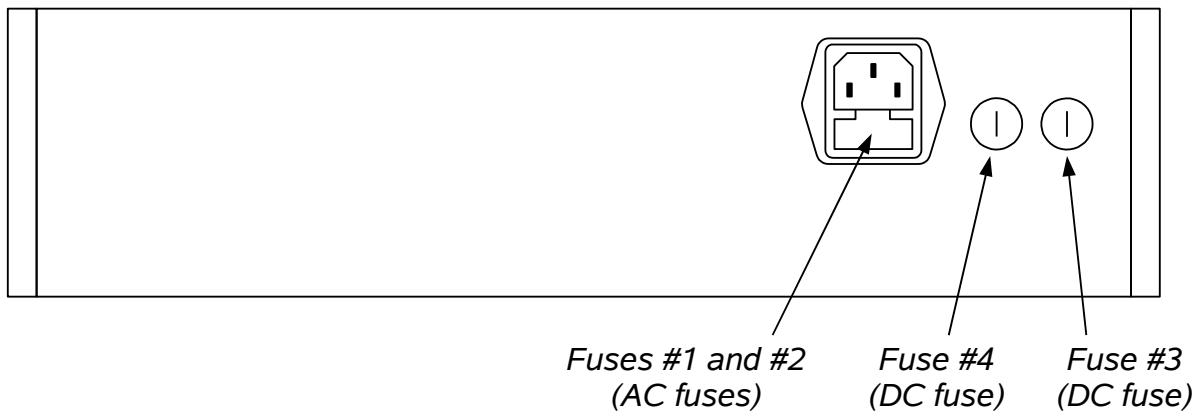 Fuses #1 and #2
(AC fuses)
Fuse #4
(DC fuse)
Fuse #3
(DC fuse)